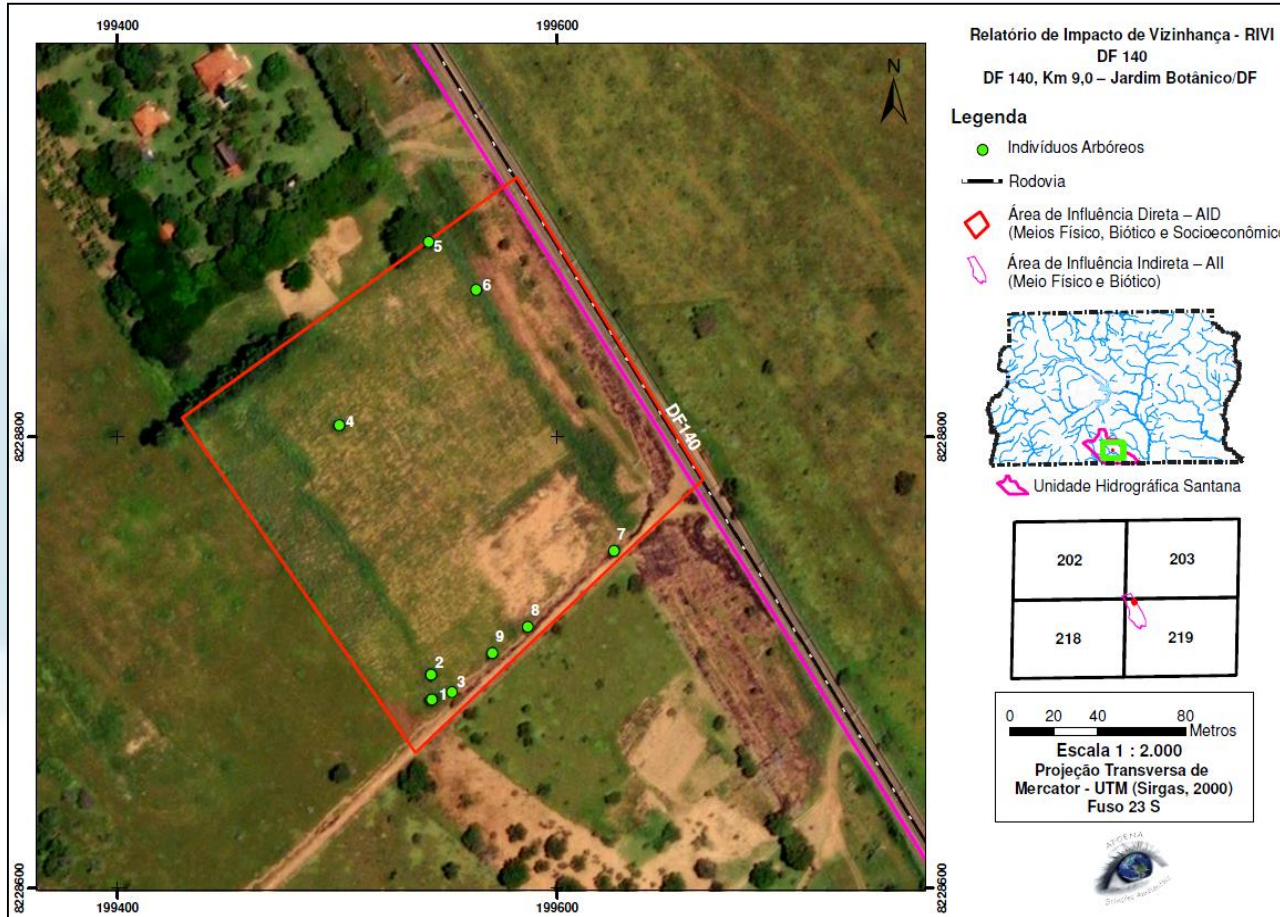 199400
199600
8228800
8228600
N
5
6
4
DF140
7
8
9
2
3
1
8228800
8228600
199400
199600
Relatório de Impacto de Vizinhança - RIVI
DF 140
DF 140, Km 9,0 – Jardim Botânico/DF
Legenda
Indivíduos Arbóreos
Rodovia
Área de Influência Direta – AID
(Meios Físico, Biótico e Socioeconômic
Área de Influência Indireta – AII
(Meio Físico e Biótico)
Unidade Hidrográfica Santana
202 203
218 219
0 20 40 80
Metros
Escala 1 : 2.000
Projeção Transversa de
Mercator - UTM (Sirgas, 2000)
Fuso 23 S